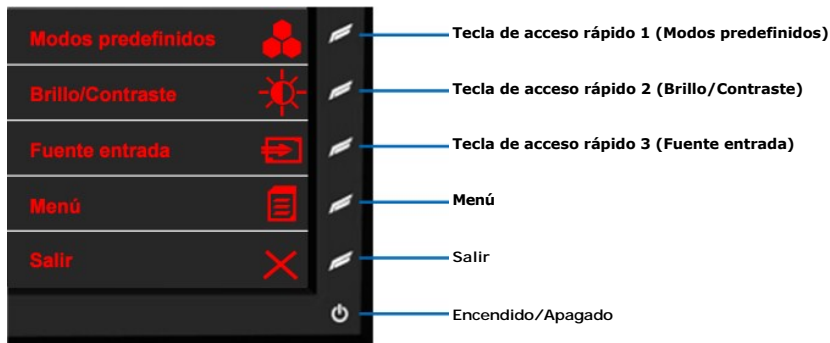 Modos predefinidos
Tecla de acceso rápido 1 (Modos predefinidos)
Brillo/Contraste
Tecla de acceso rápido 2 (Brillo/Contraste)
Fuente entrada
Tecla de acceso rápido 3 (Fuente entrada)
Menú
Menú
Salir
Salir
Encendido/Apagado